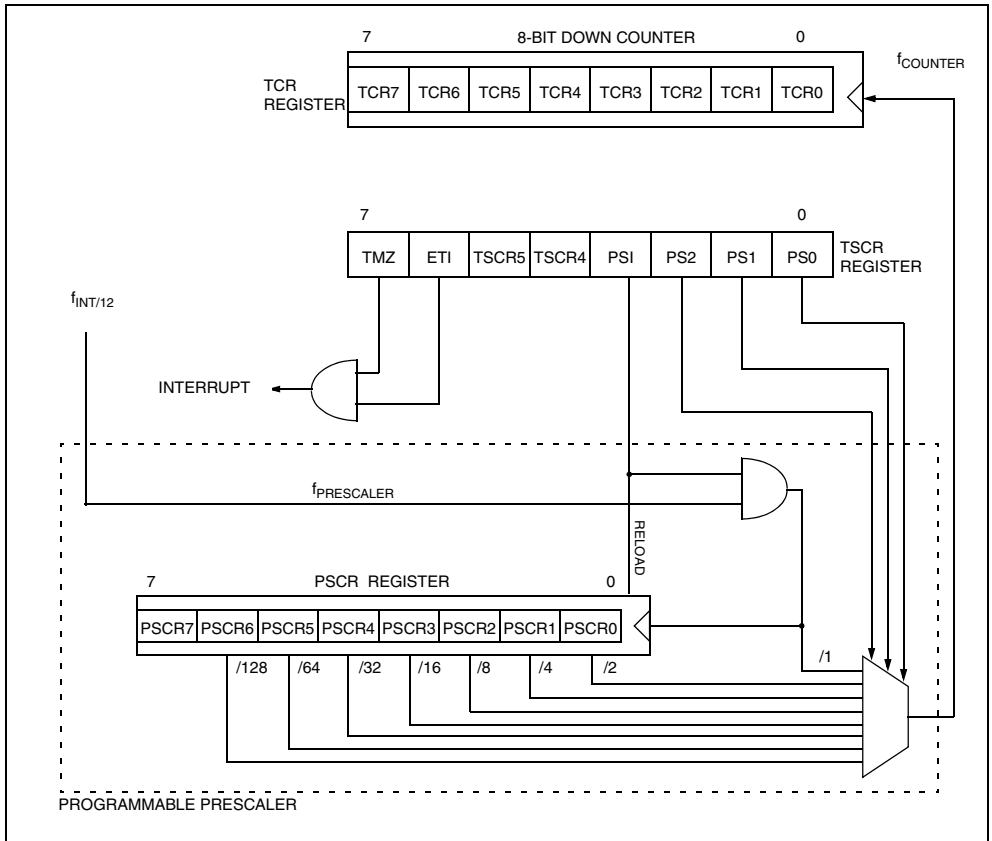 7 8-BIT DOWN COUNTER 0
fCOUNTER
TCR
REGISTER
TCR7 TCR6 TCR5 TCR4 TCR3 TCR2 TCR1 TCR0
7 0
TMZ ETI TSCR5 TSCR4 PSI PS2 PS1 PS0
TSCR
REGISTER
fINT/12
INTERRUPT
fPRESCALER
RELOAD
7 PSCR REGISTER 0
PSCR7 PSCR6 PSCR5 PSCR4 PSCR3 PSCR2 PSCR1 PSCR0
/128 /64 /32 /16 /8 /4 /2 /1
PROGRAMMABLE PRESCALER